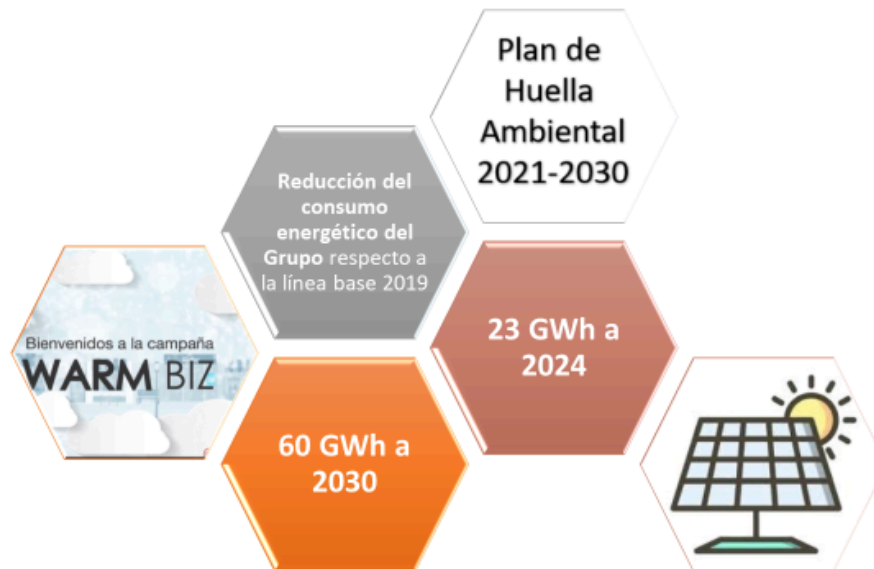 Plan de
Huella
Ambiental
2021-2030
Reducción del
consumo
energético del
Grupo respecto a
la línea base 2019
Bienvenidos a la campaña
WARM BIZ
23 GWh a
2024
60 GWh a
2030